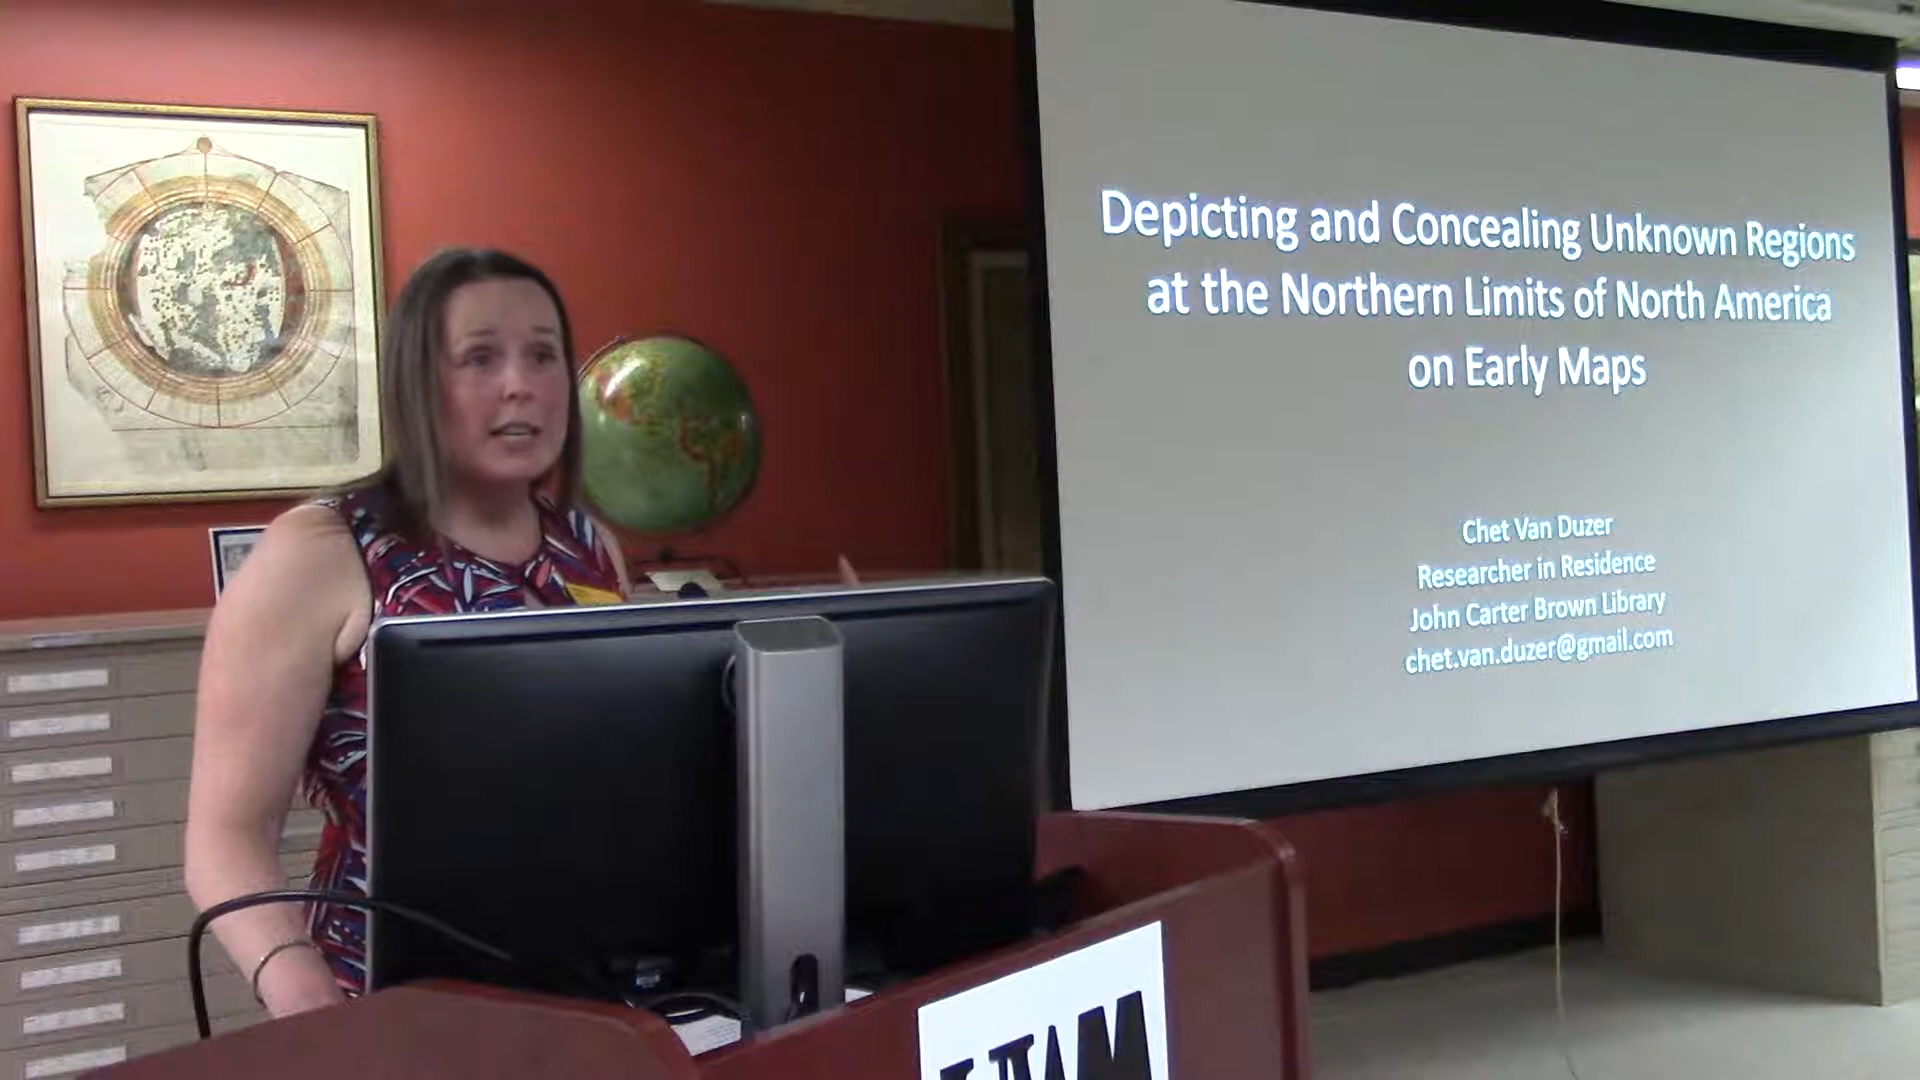 Depicting and Concealing Unknown Regions
at the Northern Limits of North America
on Early Maps
Chet Van Duzer
Researcher in Residence
John Carter Brown Library
chet.van.duzer@gmail.com
UWM